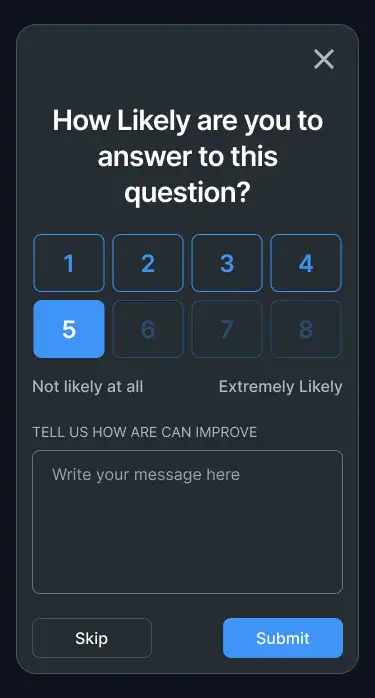 How Likely are you to
answer to this
question?
1 2 3 4
5 6 7 8
Not likely at all Extremely Likely
TELL US HOW ARE CAN IMPROVE
Write your message here
Skip Submit